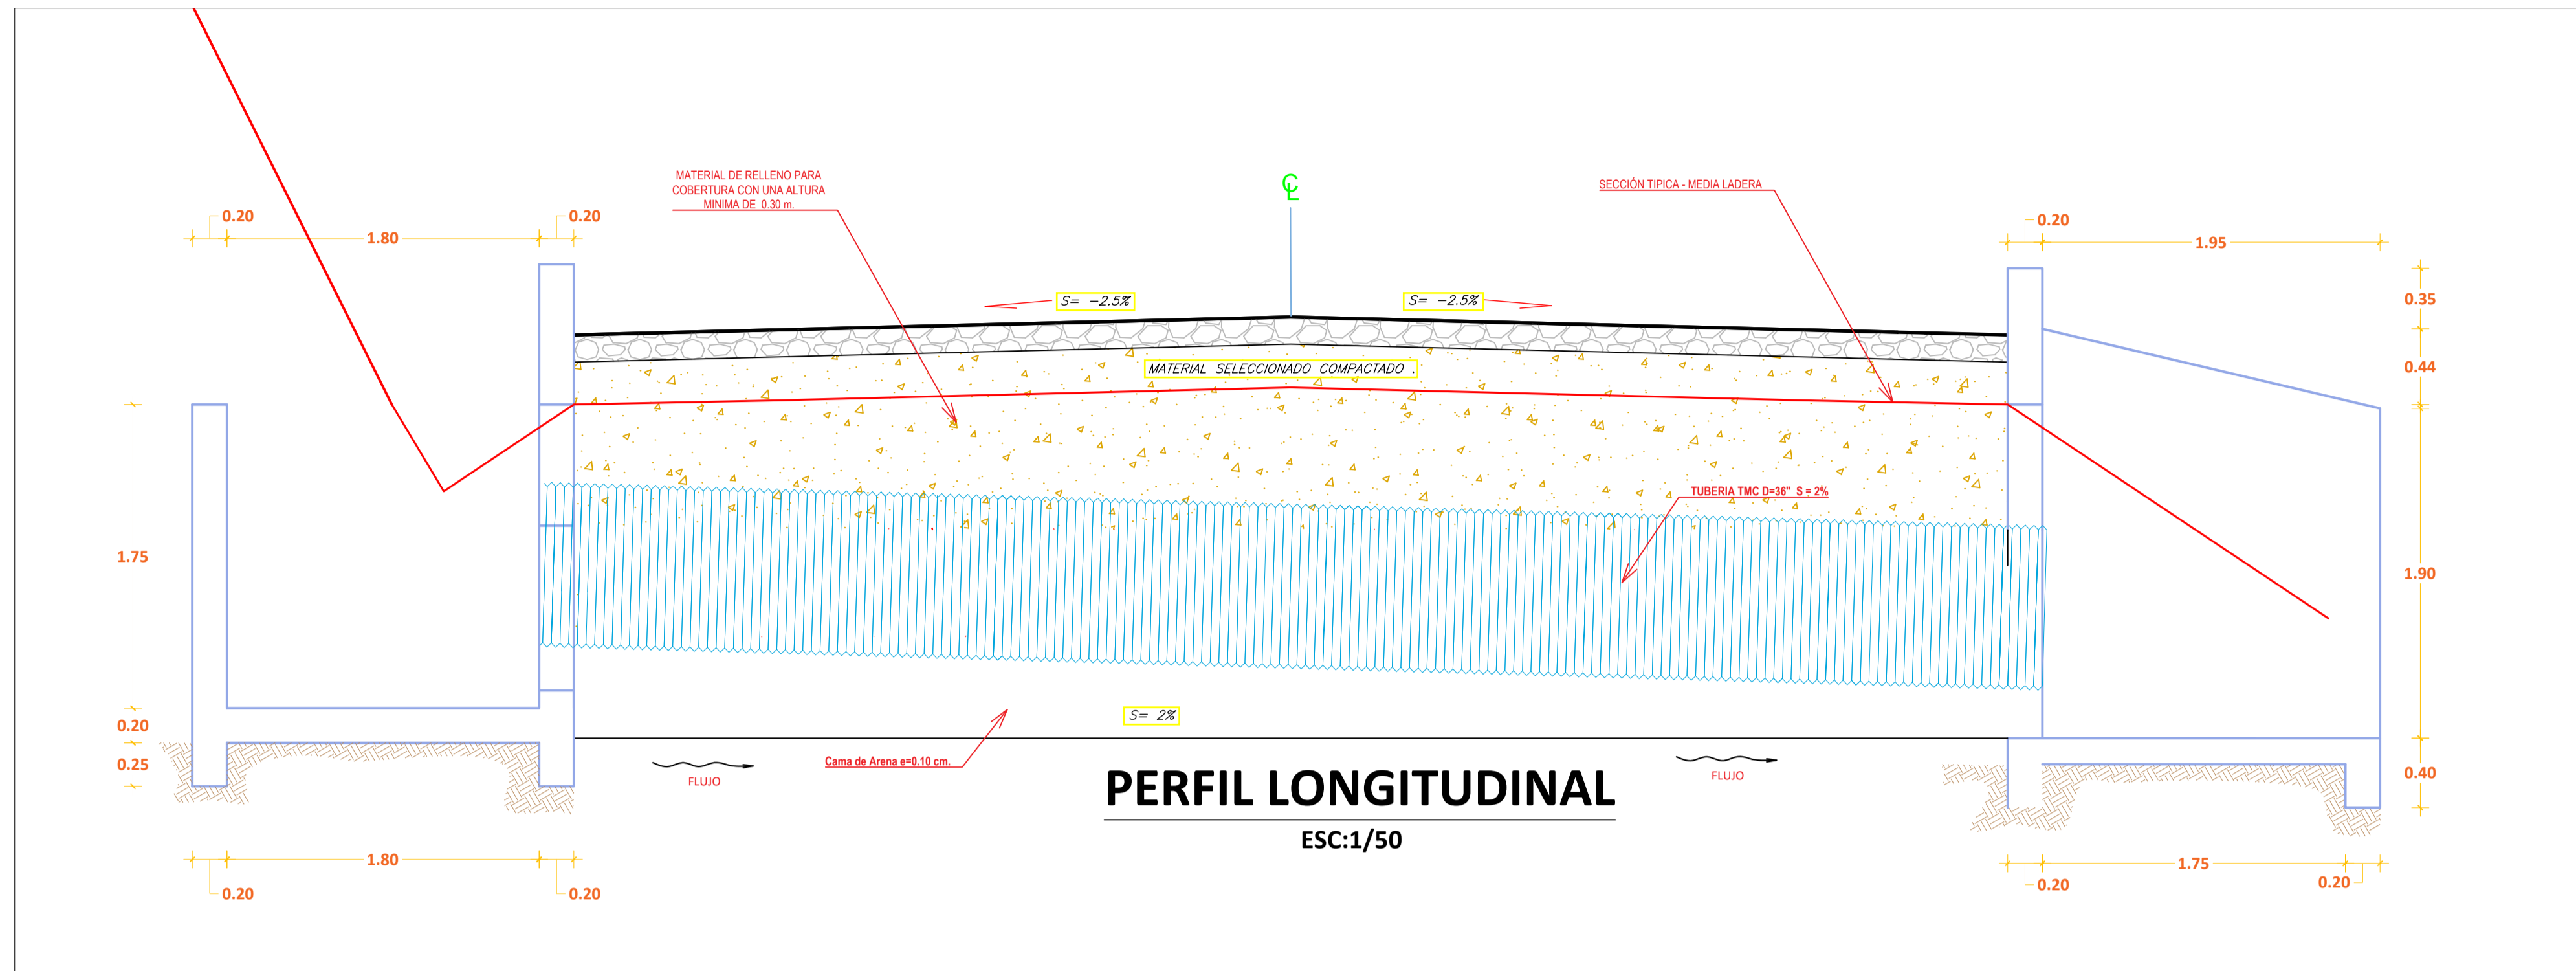 MATERIAL DE RELLENO PARA
COBERTURA CON UNA ALTURA
MINIMA DE 0.30 m.
CL
SECCIÓN TIPICA - MEDIA LADERA
0.20
1.80
0.20
0.20
1.95
S= -2.5%
S= -2.5%
0.35
0.44
MATERIAL SELECCIONADO COMPACTADO .
TUBERIA TMC D=36" S = 2%
1.75
1.90
0.20
S= 2%
0.25
Cama de Arena e=0.10 cm.
FLUJO
FLUJO
0.40
PERFIL LONGITUDINAL
ESC:1/50
1.80
0.20
0.20
1.75
0.20
0.20